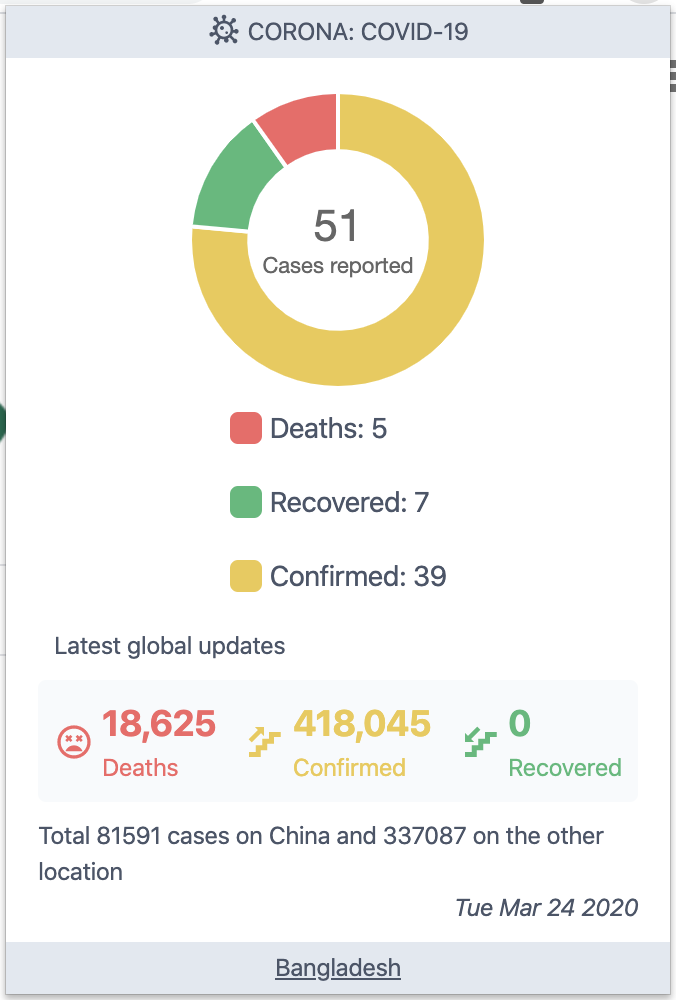 CORONA: COVID-19
51
Cases reported
Deaths: 5
Recovered: 7
Confirmed: 39
Latest global updates
18,625
Deaths
418,045
Confirmed
0
Recovered
Total 81591 cases on China and 337087 on the other
location
Tue Mar 24 2020
Bangladesh